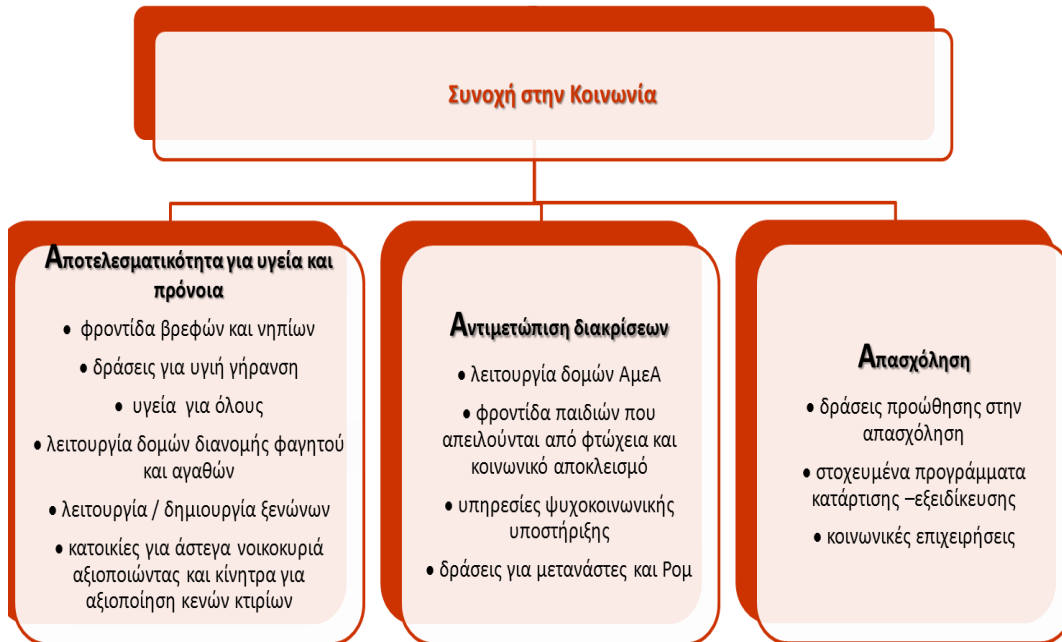 Συνοχή στην Κοινωνία
Αποτελεσματικότητα για υγεία και
πρόνοια
• φροντίδα βρεφών και νηπίων
• δράσεις για υγιή γήρανση
• υγεία για όλους
• λειτουργία δομών διανομής φαγητού
και αγαθών
• λειτουργία / δημιουργία ξενώνων
• κατοικίες για άστεγα νοικοκυριά
αξιοποιώντας και κίνητρα για
αξιοποίηση κενών κτιρίων
Αντιμετώπιση διακρίσεων
• λειτουργία δομών ΑμεΑ
• φροντίδα παιδιών που
απειλούνται από φτώχεια και
κοινωνικό αποκλεισμό
• υπηρεσίες ψυχοκοινωνικής
υποστήριξης
• δράσεις για μετανάστες και Ρομ
Απασχόληση
• δράσεις προώθησης στην
απασχόληση
• στοχευμένα προγράμματα
κατάρτισης –εξειδίκευσης
• κοινωνικές επιχειρήσεις